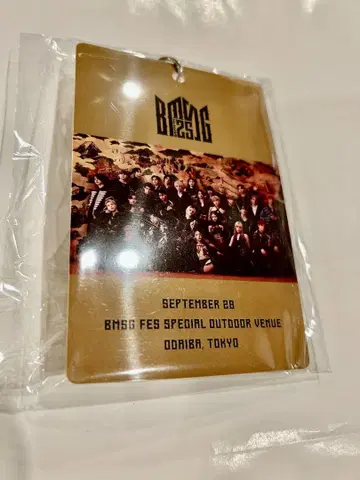 BMSG
25
SEPTEMBER 28
BMSG FES SPECIAL OUTDOOR VENUE
ODAIBA, TOKYO